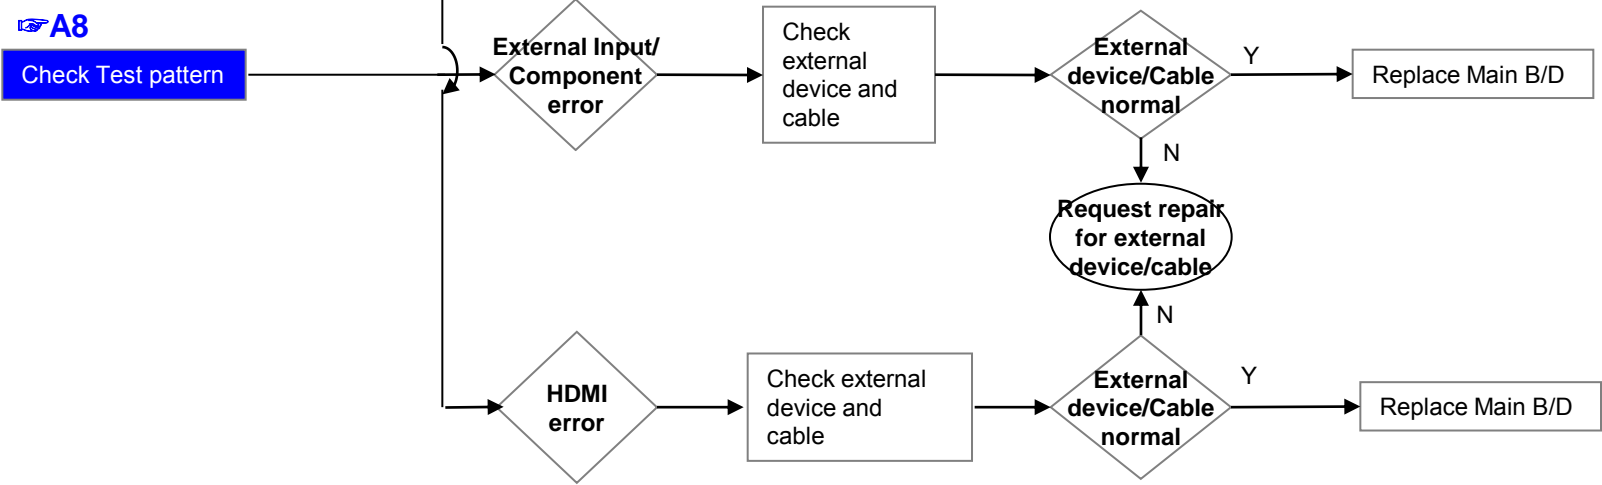 ☞A8
Check Test pattern
External Input/
Component
error
Check
external
device and
cable
External
device/Cable
normal
Y
Replace Main B/D
N
Request repair
for external
device/cable
N
HDMI
error
Check external
device and
cable
External
device/Cable
normal
Y
Replace Main B/D